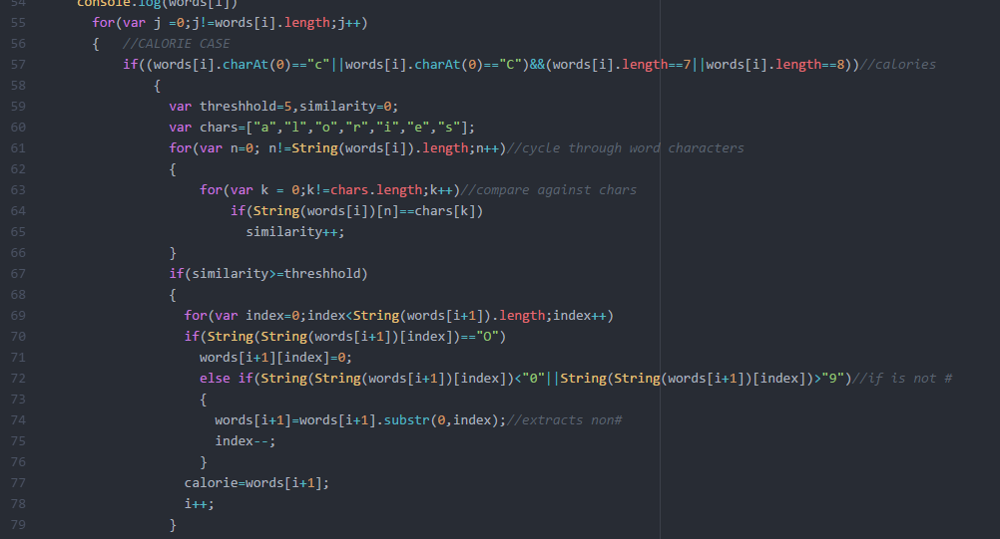 54 console.log(words[i])
55 for(var j =0;j!=words[i].length;j++)
56 { //CALORIE CASE
57 if((words[i].charAt(0)=="c"||words[i].charAt(0)=="C")&&(words[i].length==7||words[i].length==8))//calories
58 {
59 var threshhold=5,similarity=0;
60 var chars=["a","l","o","r","i","e","s"];
61 for(var n=0; n!=String(words[i]).length;n++)//cycle through word characters
62 {
63 for(var k = 0;k!=chars.length;k++)//compare against chars
64 if(String(words[i])[n]==chars[k])
65 similarity++;
66 }
67 if(similarity>=threshhold)
68 {
69 for(var index=0;index<String(words[i+1]).length;index++)
70 if(String(String(words[i+1])[index])=="O")
71 words[i+1][index]=0;
72 else if(String(String(words[i+1])[index])<"0"||String(String(words[i+1])[index])>"9")//if is not #
73 {
74 words[i+1]=words[i+1].substr(0,index);//extracts non#
75 index--;
76 }
77 calorie=words[i+1];
78 i++;
79 }